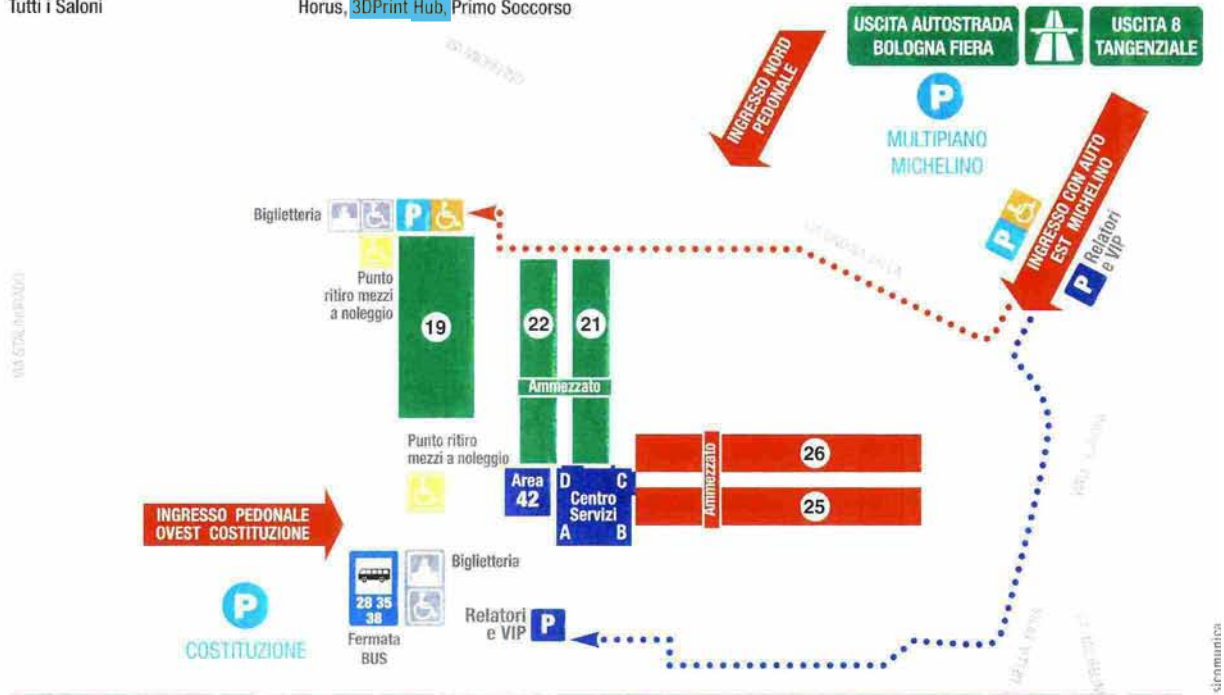 Tutti i Saloni
Horus, 3DPrint Hub, Primo Soccorso
USCITA AUTOSTRADA
BOLOGNA FIERA
USCITA 8
TANGENZIALE
P
MULTIPIANO
MICHELINO
INGRESSO NORD
PEDONALE
INGRESSO CON AUTO
EST MICHELINO
P
P
Relatori
e VIP
Biglietteria
P
Punto
ritiro mezzi
a noleggio
19
22
21
Ammezzato
Punto ritiro
mezzi a noleggio
Area
42
D C
Centro
Servizi
A B
Ammezzato
26
25
INGRESSO PEDONALE
OVEST COSTITUZIONE
P
COSTITUZIONE
28 35
38
Fermata
BUS
Biglietteria
Relatori
e VIP
P
VIA STALINGRADO
sicomunica